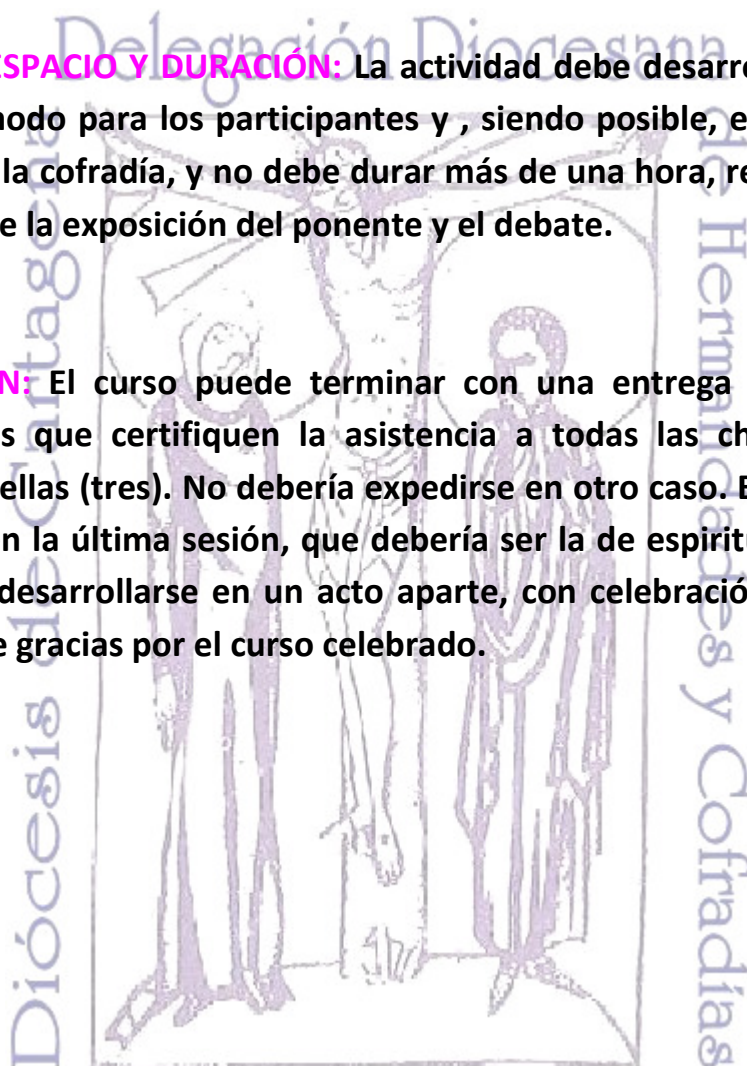 Delegación Diocesana
ESPACIO Y DURACIÓN: La actividad debe desarro
modo para los participantes y , siendo posible, e
la cofradía, y no debe durar más de una hora, re
e la exposición del ponente y el debate.
N: El curso puede terminar con una entrega
s que certifiquen la asistencia a todas las ch
ellas (tres). No debería expedirse en otro caso. E
n la última sesión, que debería ser la de espirit
desarrollarse en un acto aparte, con celebració
e gracias por el curso celebrado.
Diócesis de Cartagena
de Hermandades y Cofradías